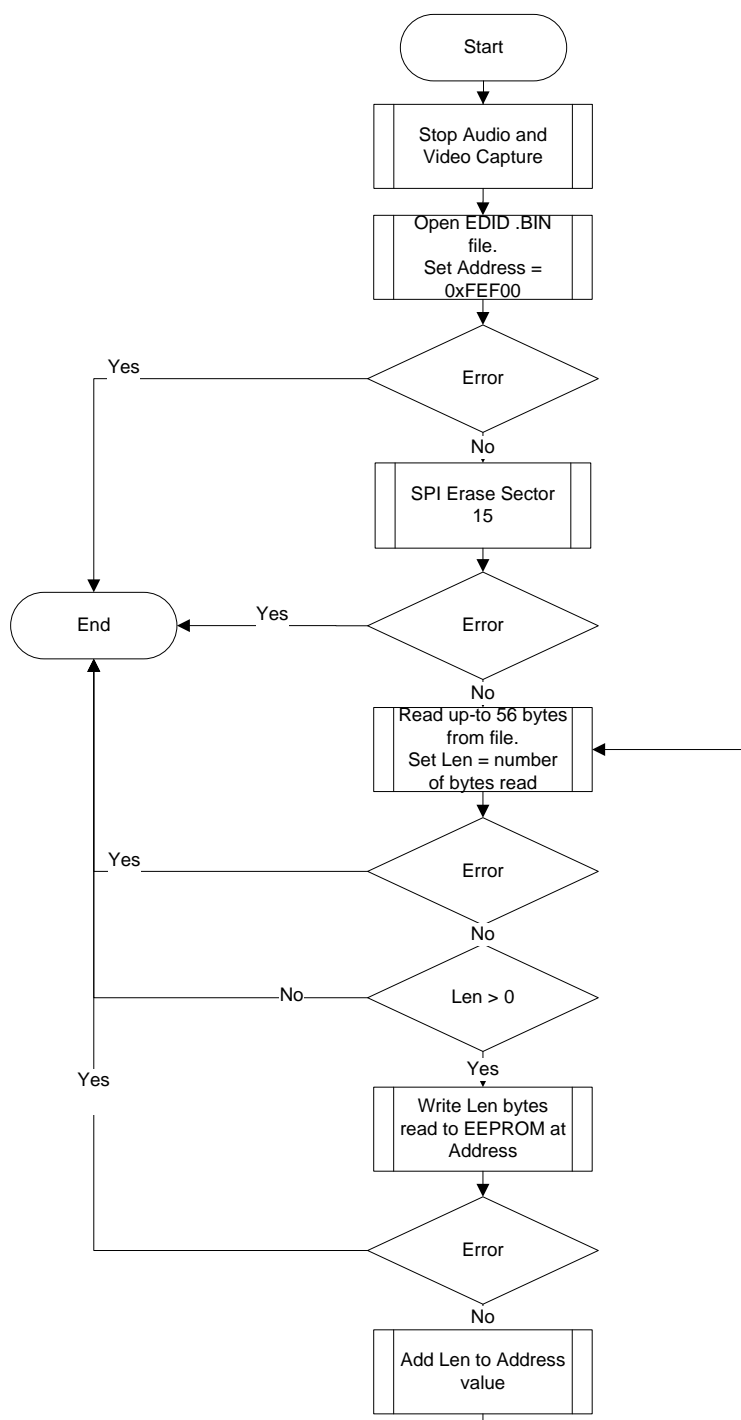 Start
Stop Audio and
Video Capture
Open EDID .BIN
file.
Set Address =
0xFEF00
Yes
Error
No
SPI Erase Sector
15
End
Yes
Error
No
Read up-to 56 bytes
from file.
Set Len = number
of bytes read
Yes
Error
No
No
Len > 0
Yes
Yes
Write Len bytes
read to EEPROM at
Address
Error
No
Add Len to Address
value